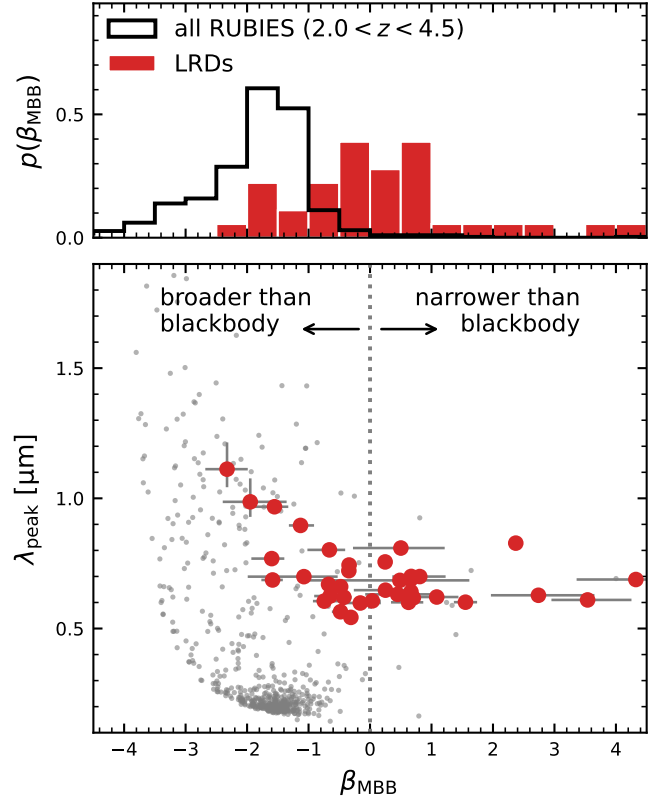 all RUBIES (2.0 < z < 4.5)
LRDs
p(β_MBB)
0.5
0.0
broader than blackbody
narrower than blackbody
λ_peak [μm]
1.5
1.0
0.5
−4 −3 −2 −1 0 1 2 3 4
β_MBB